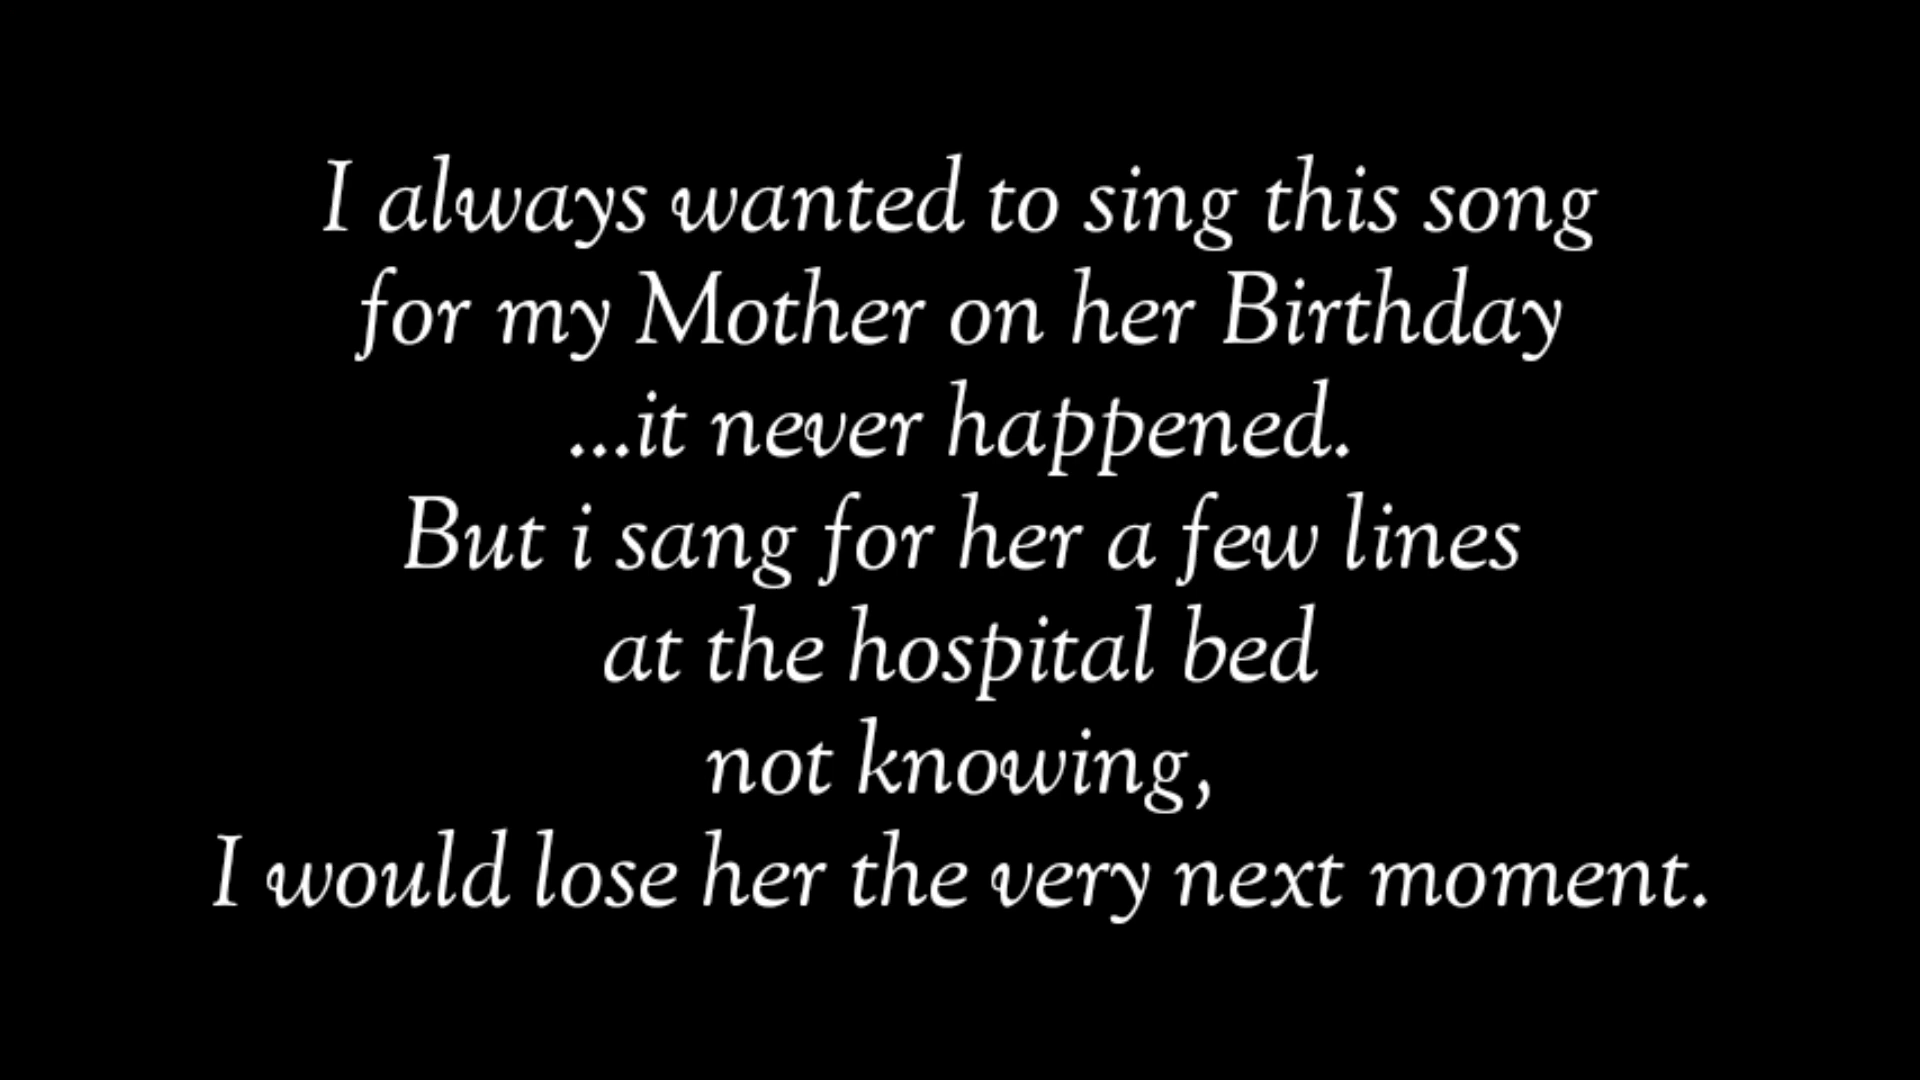 I always wanted to sing this song
for my Mother on her Birthday
...it never happened.
But i sang for her a few lines
at the hospital bed
not knowing,
I would lose her the very next moment.